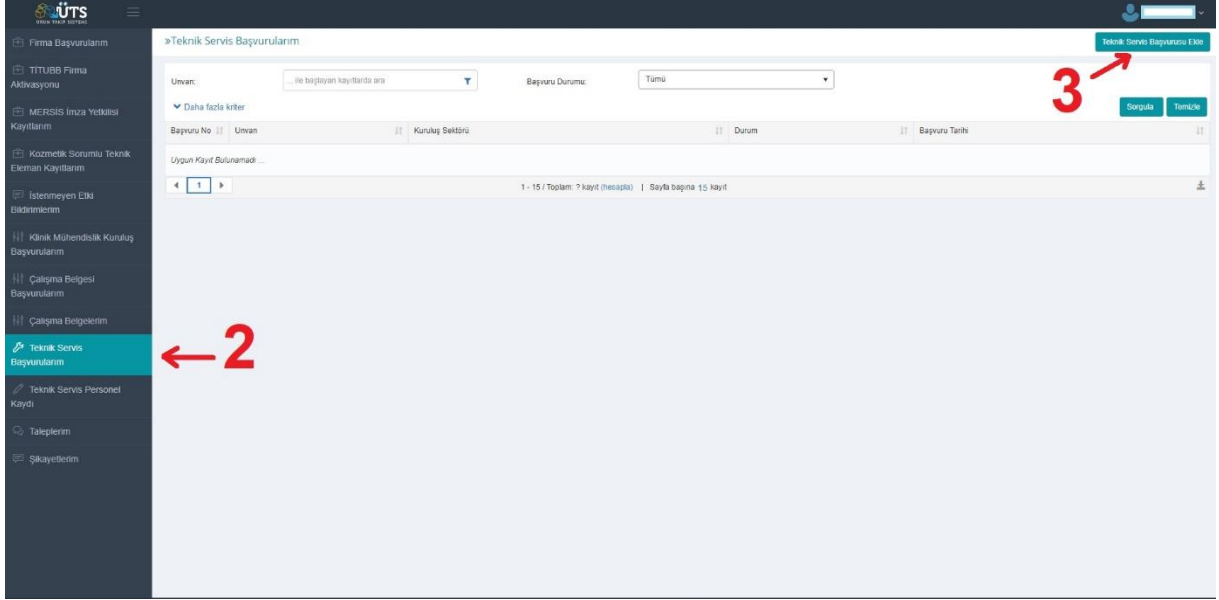 ÜTS
ÜRÜN TAKİP SİSTEMİ
Firma Başvurularım
TİTUBB Firma
Aktivasyonu
MERSİS İmza Yetkilisi
Kayıtlarım
Kozmetik Sorumlu Teknik
Eleman Kayıtlarım
İstenmeyen Etki
Bildirimlerim
Klinik Mühendislik Kuruluş
Başvurularım
Çalışma Belgesi
Başvurularım
Çalışma Belgelerim
Teknik Servis
Başvurularım
Teknik Servis Personel
Kaydı
Taleplerim
Şikayetlerim
»Teknik Servis Başvurularım
Teknik Servis Başvurusu Ekle
Unvan: ... ile başlayan kayıtlarda ara Başvuru Durumu: Tümü
Daha fazla kriter
Sorgula Temizle
Başvuru No Unvan Kuruluş Sektörü Durum Başvuru Tarihi
Uygun Kayıt Bulunamadı ...
1 1 - 15 / Toplam: ? kayıt (hesapla) | Sayfa başına 15 kayıt
2
3